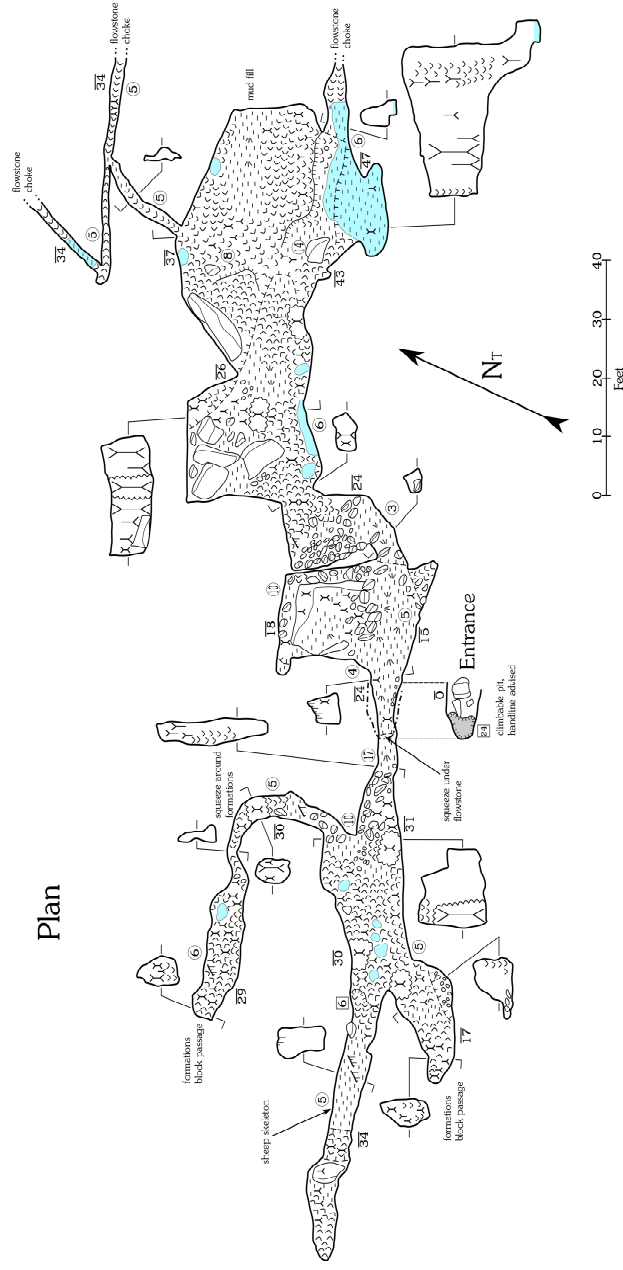 Plan
flowstone
choke
34
5
flowstone
choke
34
5
5
37
mud fill
flowstone
choke
6
47
14
8
43
26
6
24
3
N T
0
10
20
30
40
Feet
10
18
5
15
4
24
Entrance
0
24
climbable pit,
handline advised
17
squeeze under
flowstone
squeeze around
formations
5
30
10
31
6
29
formations
block passage
30
6
5
17
formations
block passage
5
34
sheep skeleton